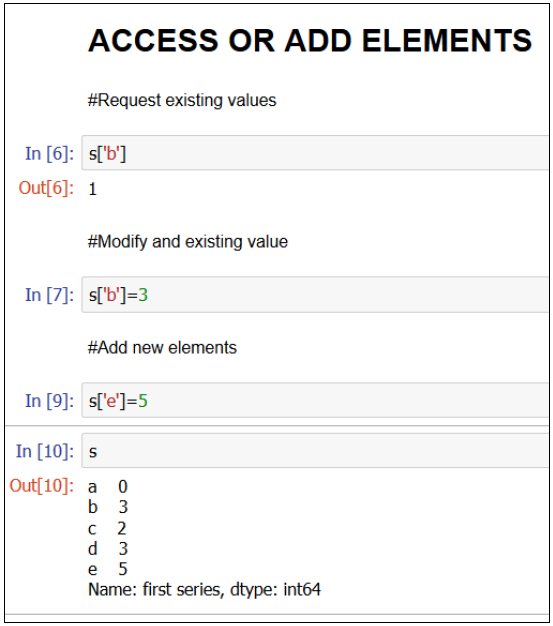 ACCESS OR ADD ELEMENTS
#Request existing values
In [6]: s['b']
Out[6]: 1
#Modify and existing value
In [7]: s['b']=3
#Add new elements
In [9]: s['e']=5
In [10]: s
Out[10]: a 0
b 3
c 2
d 3
e 5
Name: first series, dtype: int64